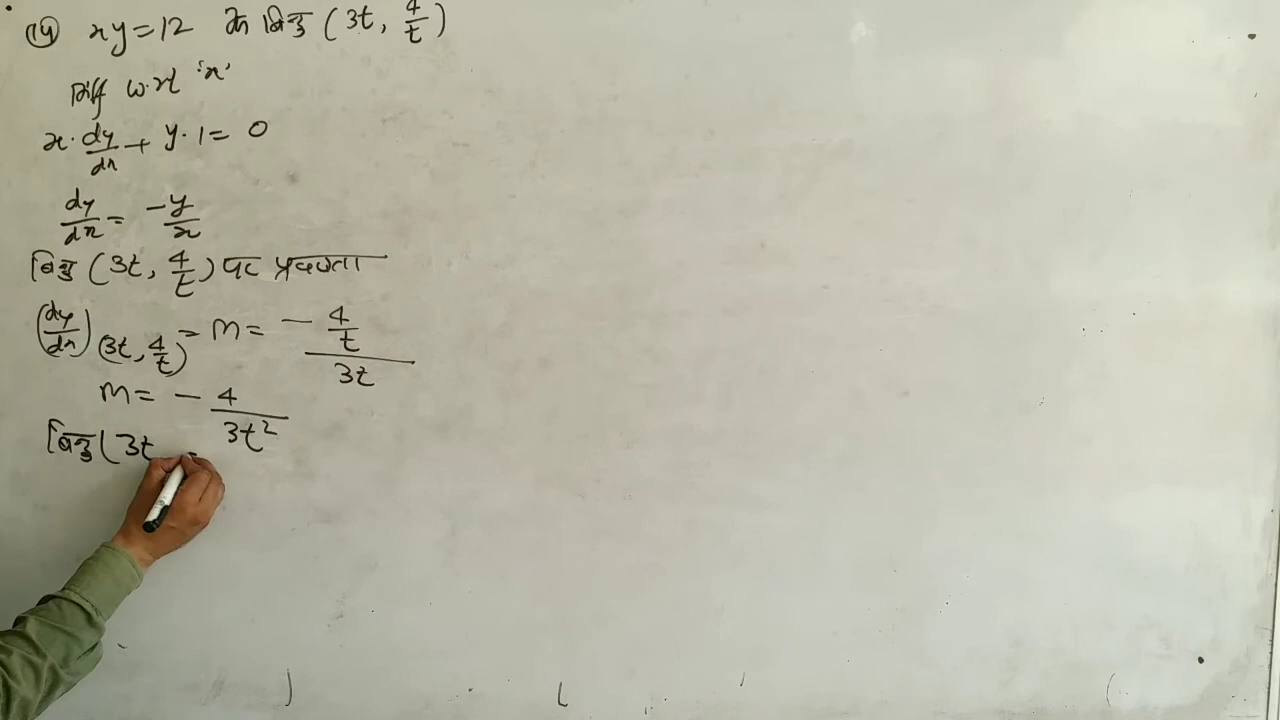 (14) xy = 12 के बिन्दु (3t, 4/t)
Diff w.r.t 'x'
x · dy/dx + y · 1 = 0
dy/dx = -y/x
बिन्दु (3t, 4/t) पर प्रवणता
(dy/dx)(3t, 4/t) = m = - (4/t)/3t
m = - 4/3t²
बिन्दु (3t